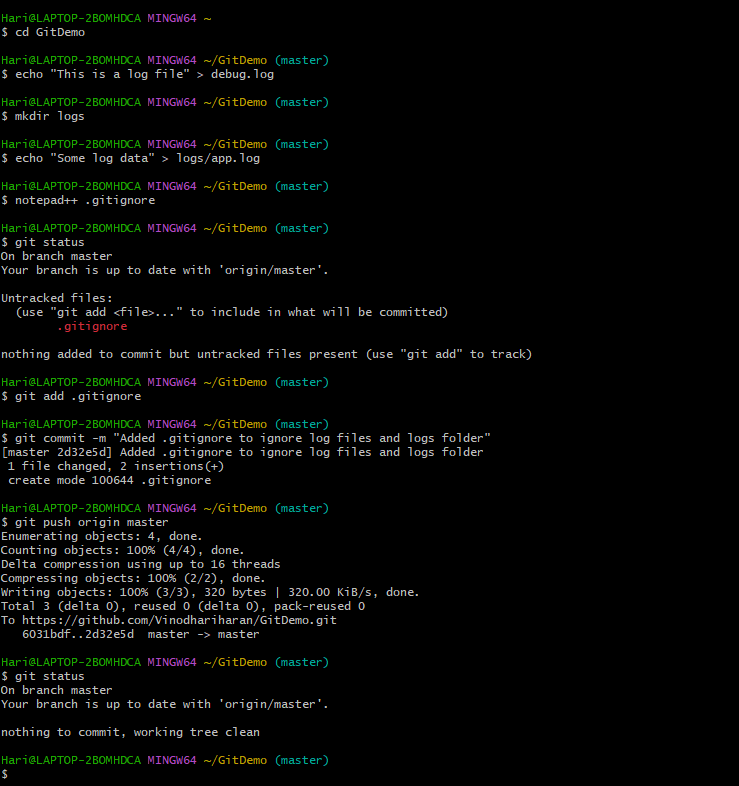 Hari@LAPTOP-2BOMHDCA MINGW64 ~
$ cd GitDemo
Hari@LAPTOP-2BOMHDCA MINGW64 ~/GitDemo (master)
$ echo "This is a log file" > debug.log
Hari@LAPTOP-2BOMHDCA MINGW64 ~/GitDemo (master)
$ mkdir logs
Hari@LAPTOP-2BOMHDCA MINGW64 ~/GitDemo (master)
$ echo "Some log data" > logs/app.log
Hari@LAPTOP-2BOMHDCA MINGW64 ~/GitDemo (master)
$ notepad++ .gitignore
Hari@LAPTOP-2BOMHDCA MINGW64 ~/GitDemo (master)
$ git status
On branch master
Your branch is up to date with 'origin/master'.
Untracked files:
  (use "git add <file>..." to include in what will be committed)
        .gitignore
nothing added to commit but untracked files present (use "git add" to track)
Hari@LAPTOP-2BOMHDCA MINGW64 ~/GitDemo (master)
$ git add .gitignore
Hari@LAPTOP-2BOMHDCA MINGW64 ~/GitDemo (master)
$ git commit -m "Added .gitignore to ignore log files and logs folder"
[master 2d32e5d] Added .gitignore to ignore log files and logs folder
 1 file changed, 2 insertions(+)
 create mode 100644 .gitignore
Hari@LAPTOP-2BOMHDCA MINGW64 ~/GitDemo (master)
$ git push origin master
Enumerating objects: 4, done.
Counting objects: 100% (4/4), done.
Delta compression using up to 16 threads
Compressing objects: 100% (2/2), done.
Writing objects: 100% (3/3), 320 bytes | 320.00 KiB/s, done.
Total 3 (delta 0), reused 0 (delta 0), pack-reused 0
To https://github.com/Vinodhariharan/GitDemo.git
   6031bdf..2d32e5d  master -> master
Hari@LAPTOP-2BOMHDCA MINGW64 ~/GitDemo (master)
$ git status
On branch master
Your branch is up to date with 'origin/master'.
nothing to commit, working tree clean
Hari@LAPTOP-2BOMHDCA MINGW64 ~/GitDemo (master)
$